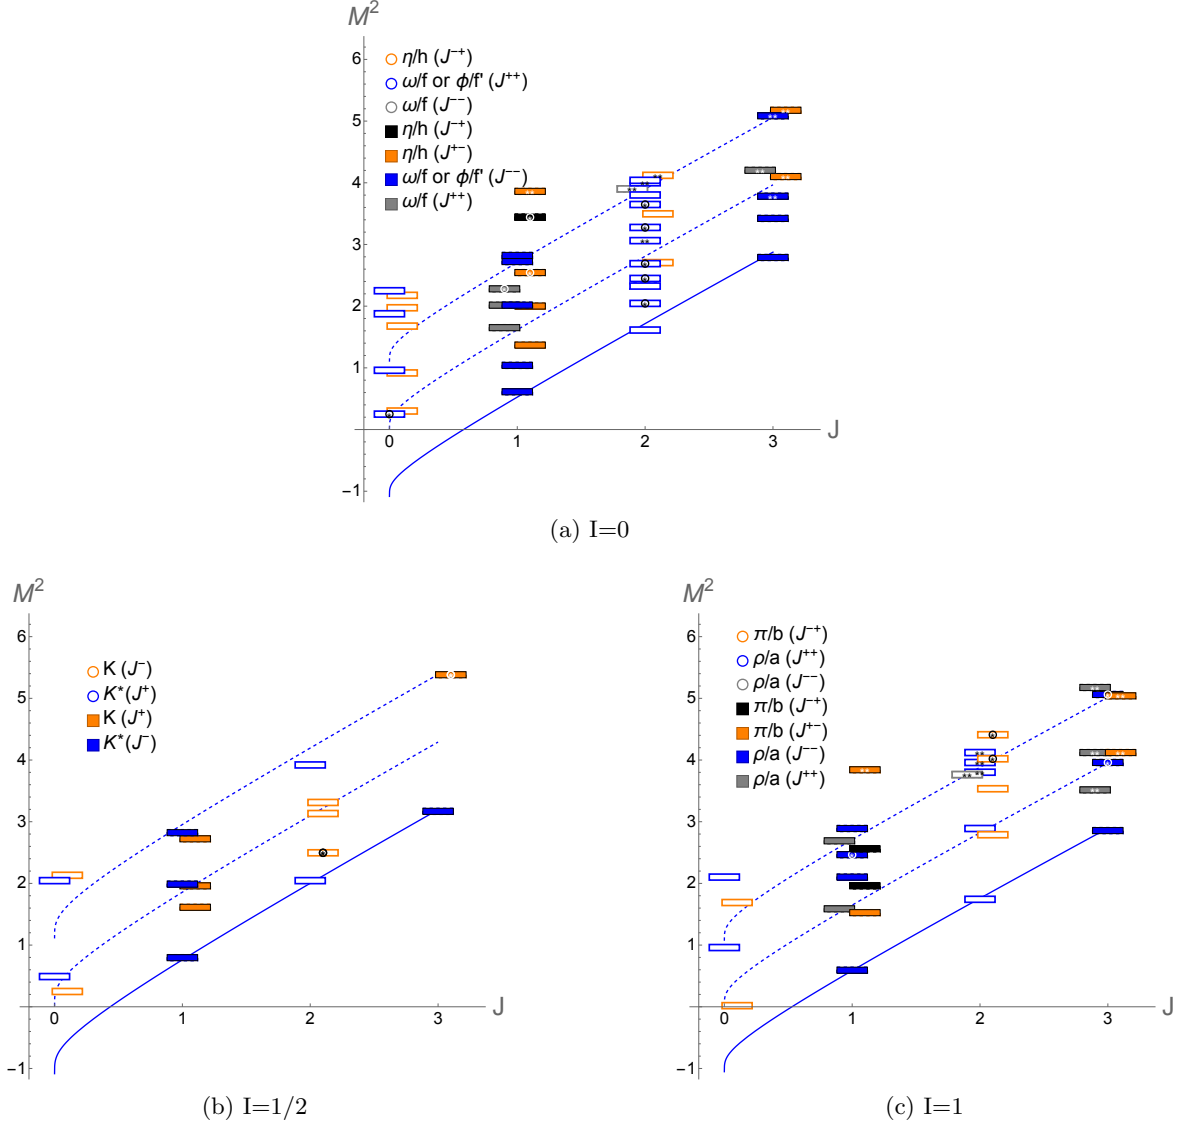 M²
6
η/h (J⁻⁺)
ω/f or ϕ/f' (J⁺⁺)
ω/f (J⁻⁻)
η/h (J⁻⁺)
η/h (J⁺⁻)
ω/f or ϕ/f' (J⁻⁻)
ω/f (J⁺⁺)
5
4
3
2
1
−1
0 1 2 3 J
(a) I=0
M²
6
5
4
3
2
1
−1
K (J⁻)
K* (J⁺)
K (J⁺)
K* (J⁻)
0 1 2 3 J
(b) I=1/2
M²
6
5
4
3
2
1
−1
π/b (J⁻⁺)
ρ/a (J⁺⁺)
ρ/a (J⁻⁻)
π/b (J⁻⁺)
π/b (J⁺⁻)
ρ/a (J⁻⁻)
ρ/a (J⁺⁺)
0 1 2 3 J
(c) I=1